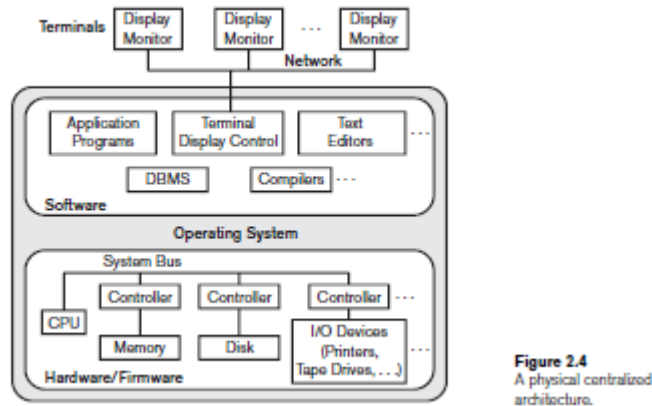 Terminals
Display
Monitor
Display
Monitor
...
Display
Monitor
Network
Application
Programs
Terminal
Display Control
Text
Editors
...
DBMS
Compilers
...
Software
Operating System
System Bus
Controller
Controller
Controller
...
CPU
Memory
Disk
I/O Devices
(Printers,
Tape Drives, . . .)
...
Hardware/Firmware
Figure 2.4
A physical centralized
architecture.